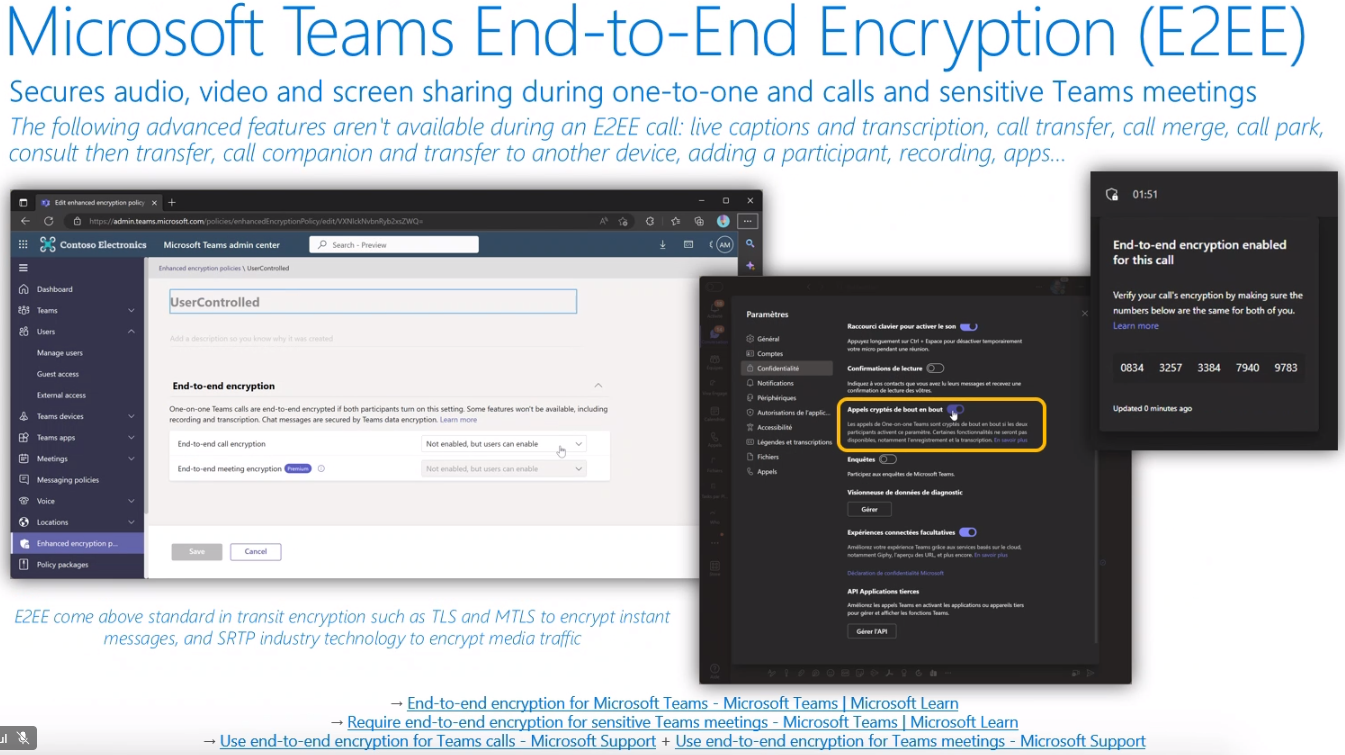 Microsoft Teams End-to-End Encryption (E2EE)
Secures audio, video and screen sharing during one-to-one and calls and sensitive Teams meetings
The following advanced features aren't available during an E2EE call: live captions and transcription, call transfer, call merge, call park,
consult then transfer, call companion and transfer to another device, adding a participant, recording, apps...
Edit enhanced encryption policy
https://admin.teams.microsoft.com/policies/enhancedEncryptionPolicy/edit/
Contoso Electronics
Microsoft Teams admin center
Search - Preview
AM
Dashboard
Teams
Users
Manage users
Guest access
External access
Teams devices
Teams apps
Meetings
Messaging policies
Voice
Locations
Enhanced encryption p...
Policy packages
Enhanced encryption policies \ UserControlled
UserControlled
Add a description so you know why it was created
End-to-end encryption
One-on-one Teams calls are end-to-end encrypted if both participants turn on this setting. Some features won't be available, including
recording and transcription. Chat messages are secured by Teams data encryption. Learn more
End-to-end call encryption
Not enabled, but users can enable
End-to-end meeting encryption Premium
Not enabled, but users can enable
Save
Cancel
Paramètres
Général
Comptes
Confidentialité
Notifications
Périphériques
Autorisations de l'applic...
Accessibilité
Légendes et transcriptions
Fichiers
Appels
Raccourci clavier pour activer le son
Appuyez longuement sur Ctrl + Espace pour désactiver temporairement
votre micro pendant une réunion.
Confirmations de lecture
Indiquez à vos contacts que vous avez lu leurs messages et recevez une
confirmation de lecture des vôtres.
Appels cryptés de bout en bout
Les appels de One-on-one Teams sont cryptés de bout en bout si les deux
participants activent ce paramètre. Certaines fonctionnalités ne seront pas
disponibles, notamment l'enregistrement et la transcription. En savoir plus
Enquêtes
Participez aux enquêtes de Microsoft Teams.
Visionneuse de données de diagnostic
Gérer
Expériences connectées facultatives
Améliorez votre expérience Teams grâce aux services basés sur le cloud,
notamment Giphy, l'aperçu des URL, et plus encore. En savoir plus
Déclaration de confidentialité Microsoft
API Applications tierces
Améliorez les appels Teams en activant les applications ou appareils tiers
pour gérer et afficher les fonctions Teams.
Gérer l'API
01:51
End-to-end encryption enabled
for this call
Verify your call's encryption by making sure the
numbers below are the same for both of you.
Learn more
0834 3257 3384 7940 9783
Updated 0 minutes ago
E2EE come above standard in transit encryption such as TLS and MTLS to encrypt instant
messages, and SRTP industry technology to encrypt media traffic
→ End-to-end encryption for Microsoft Teams - Microsoft Teams | Microsoft Learn
→ Require end-to-end encryption for sensitive Teams meetings - Microsoft Teams | Microsoft Learn
→ Use end-to-end encryption for Teams calls - Microsoft Support + Use end-to-end encryption for Teams meetings - Microsoft Support